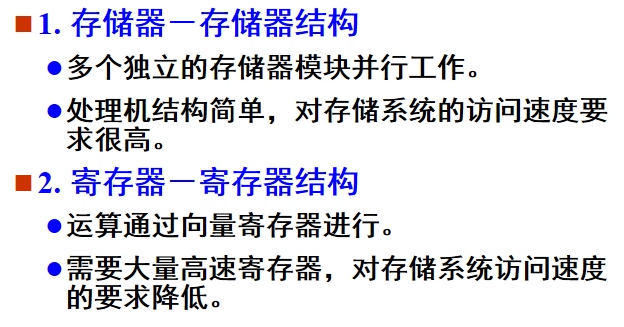 1. 存储器－存储器结构
多个独立的存储器模块并行工作。
处理机结构简单，对存储系统的访问速度要
求很高。
2. 寄存器－寄存器结构
运算通过向量寄存器进行。
需要大量高速寄存器，对存储系统访问速度
的要求降低。